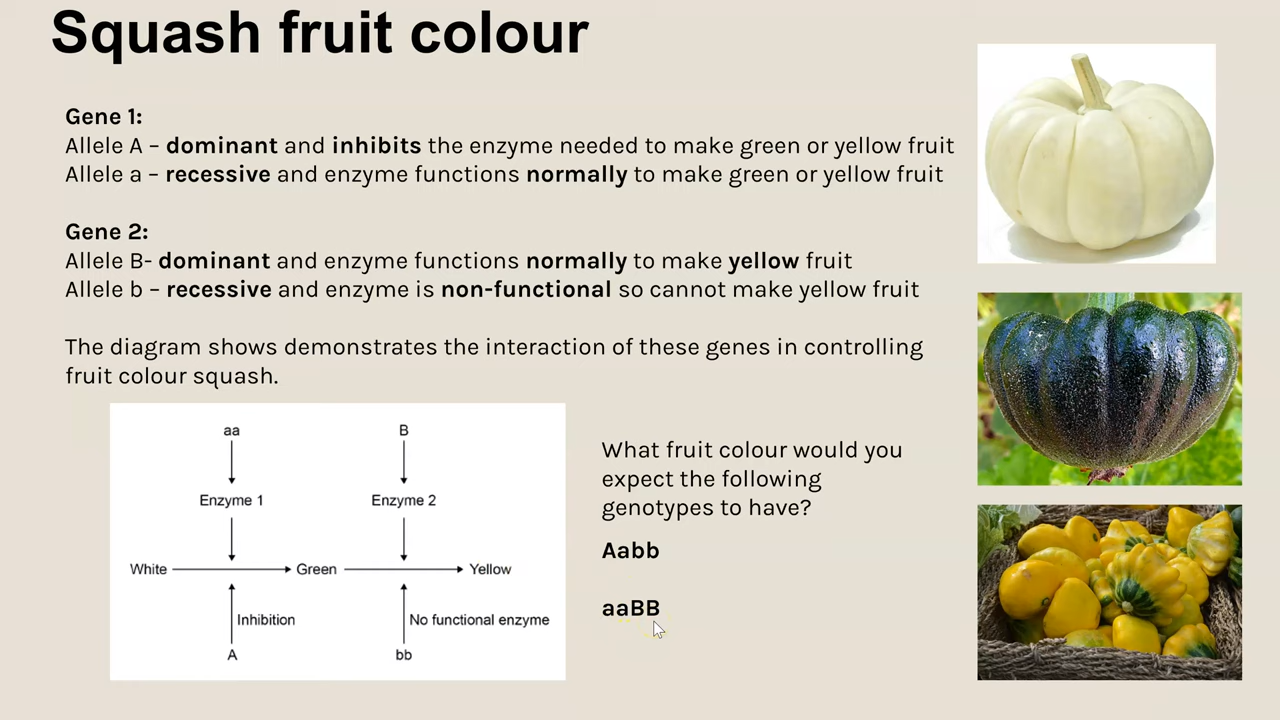 Squash fruit colour
Gene 1:
Allele A – dominant and inhibits the enzyme needed to make green or yellow fruit
Allele a – recessive and enzyme functions normally to make green or yellow fruit
Gene 2:
Allele B- dominant and enzyme functions normally to make yellow fruit
Allele b – recessive and enzyme is non-functional so cannot make yellow fruit
The diagram shows demonstrates the interaction of these genes in controlling
fruit colour squash.
aa B
Enzyme 1 Enzyme 2
White Green Yellow
Inhibition No functional enzyme
A bb
What fruit colour would you
expect the following
genotypes to have?
Aabb
aaBB